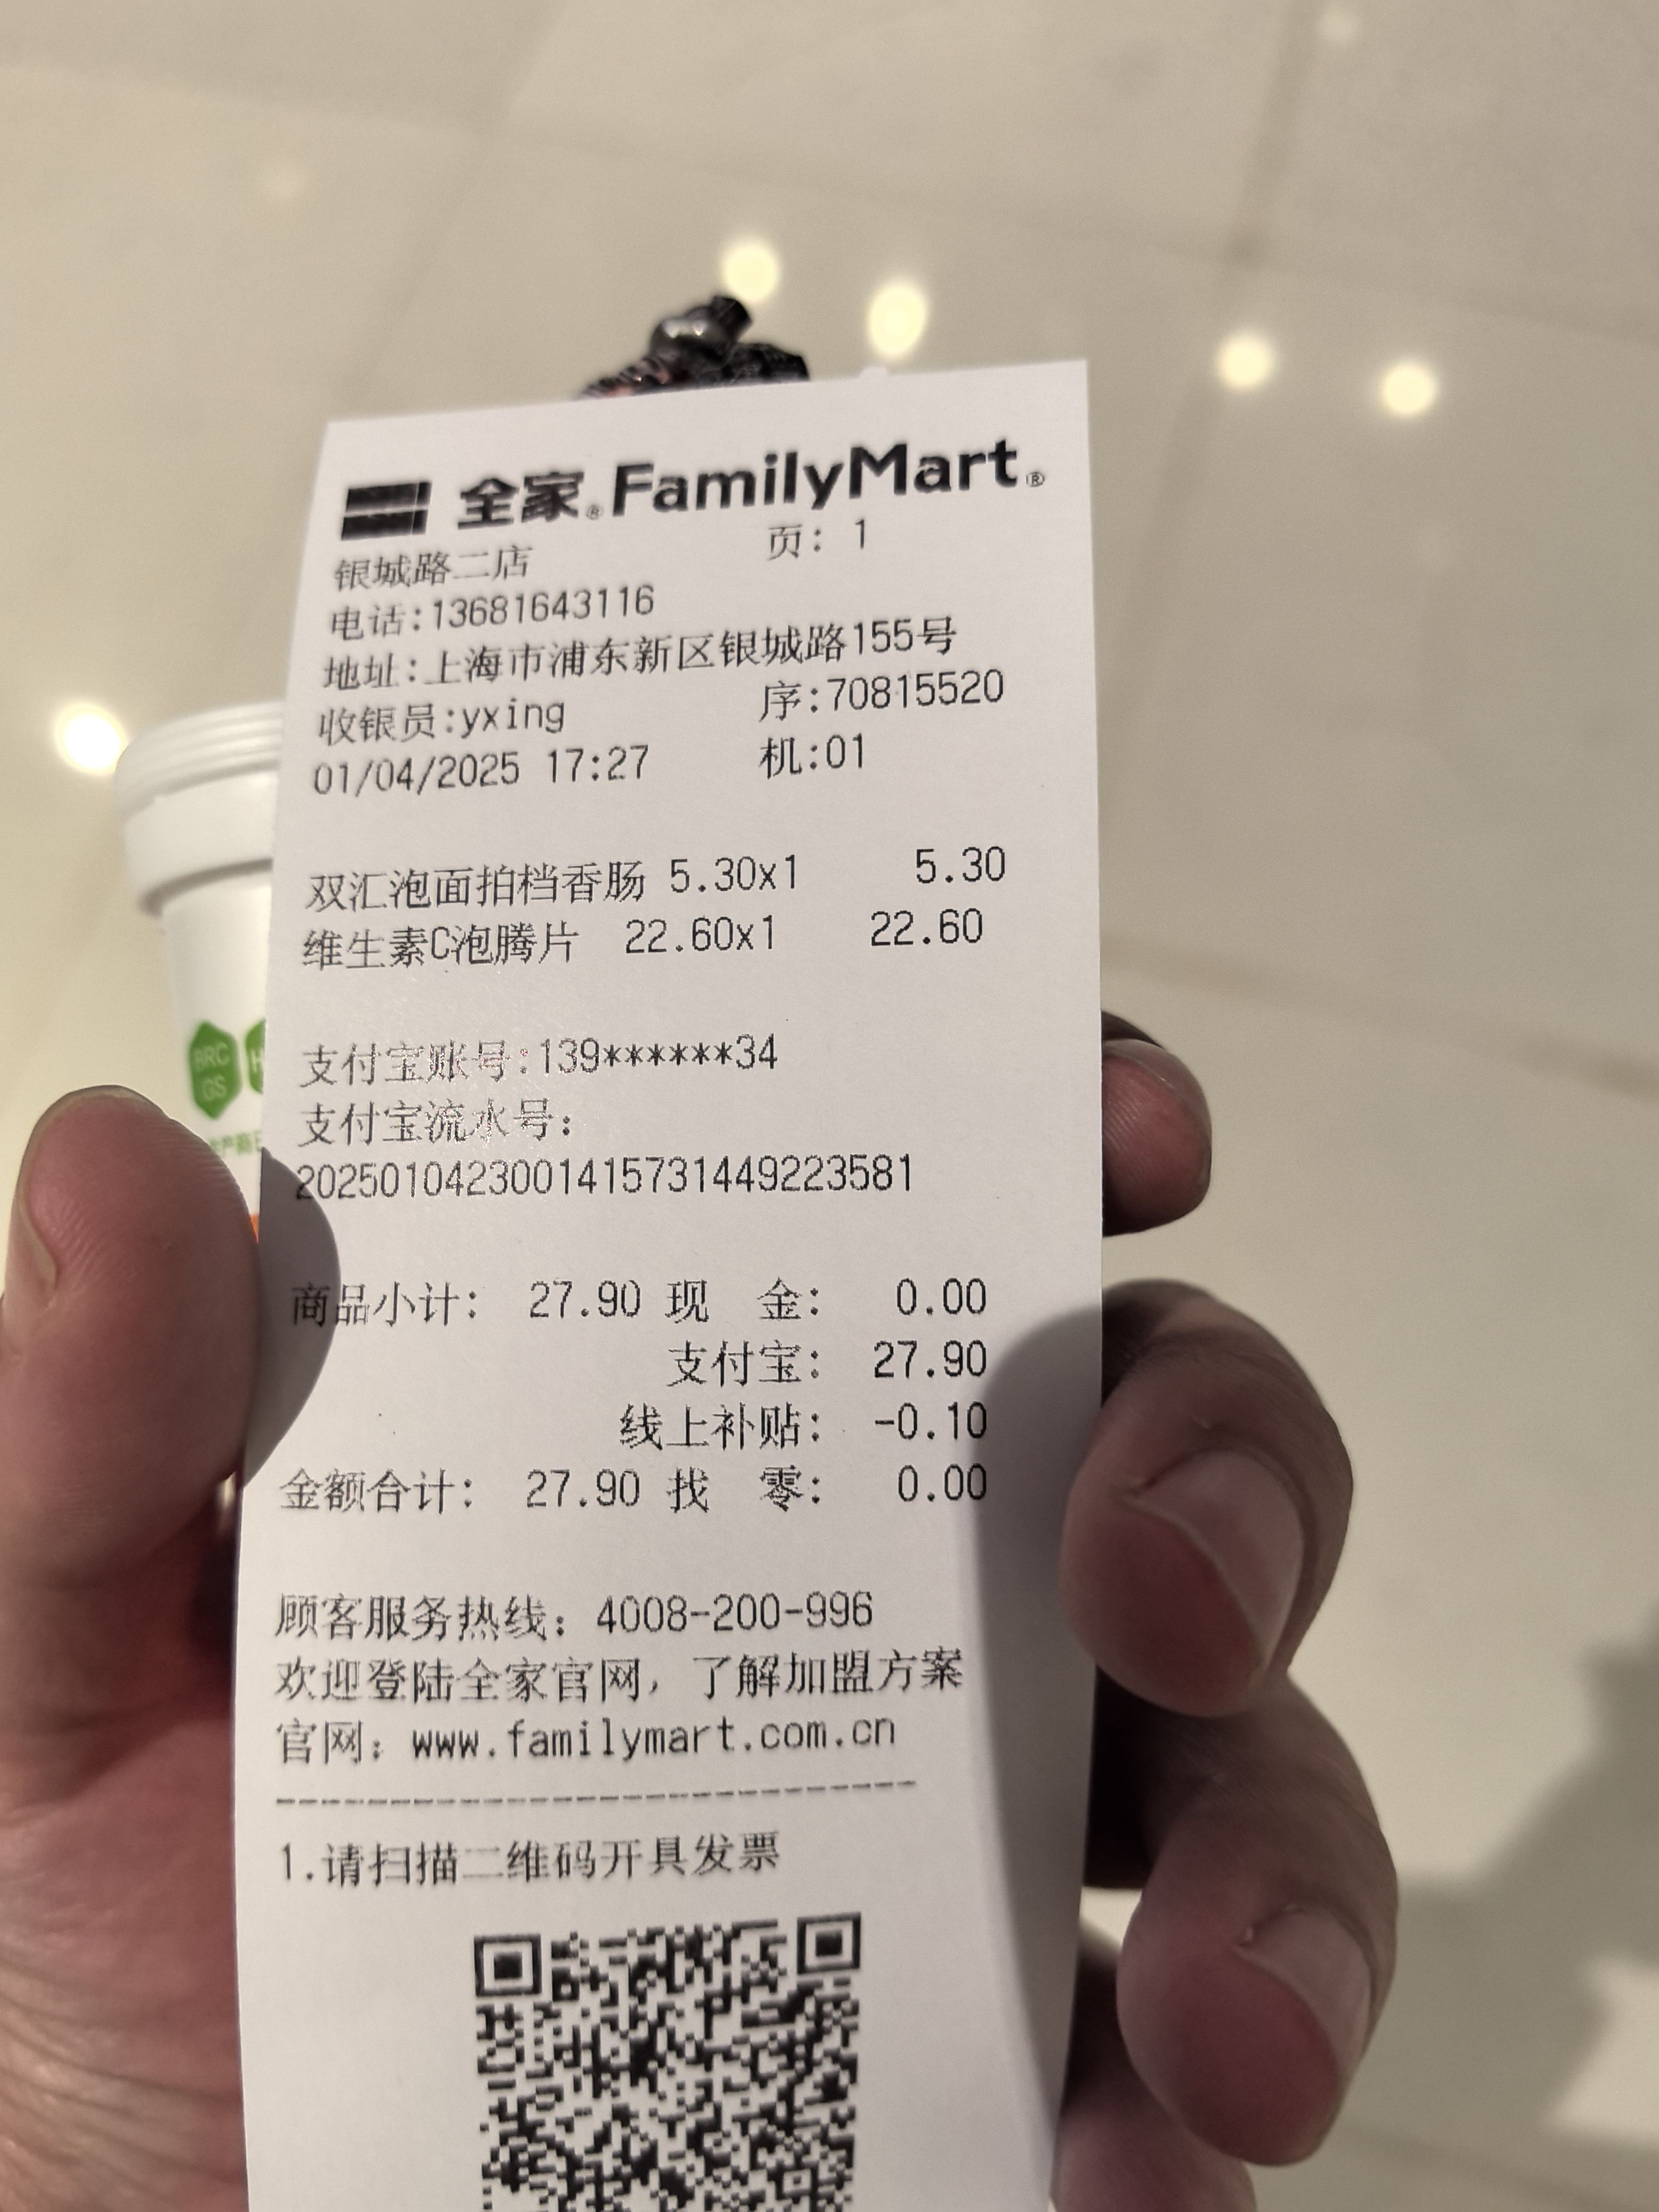 全家®FamilyMart®
银城路二店 页: 1
电话:13681643116
地址:上海市浦东新区银城路155号
收银员:yxing 序:70815520
01/04/2025 17:27 机:01
双汇泡面拍档香肠 5.30x1 5.30
维生素C泡腾片 22.60x1 22.60
支付宝账号:139******34
支付宝流水号:
2025010423001415731449223581
商品小计: 27.90 现 金: 0.00
支付宝: 27.90
线上补贴: -0.10
金额合计: 27.90 找 零: 0.00
顾客服务热线: 4008-200-996
欢迎登陆全家官网, 了解加盟方案
官网: www.familymart.com.cn
----------------------------
1.请扫描二维码开具发票
BRC
GS
H